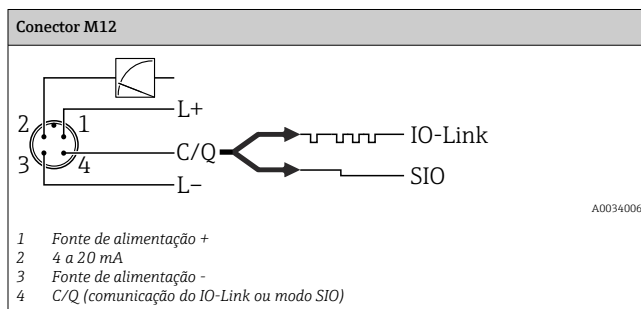 Conector M12
L+
2 1
C/Q IO-Link
3 4
SIO
L–
A0034006
1 Fonte de alimentação +
2 4 a 20 mA
3 Fonte de alimentação -
4 C/Q (comunicação do IO-Link ou modo SIO)